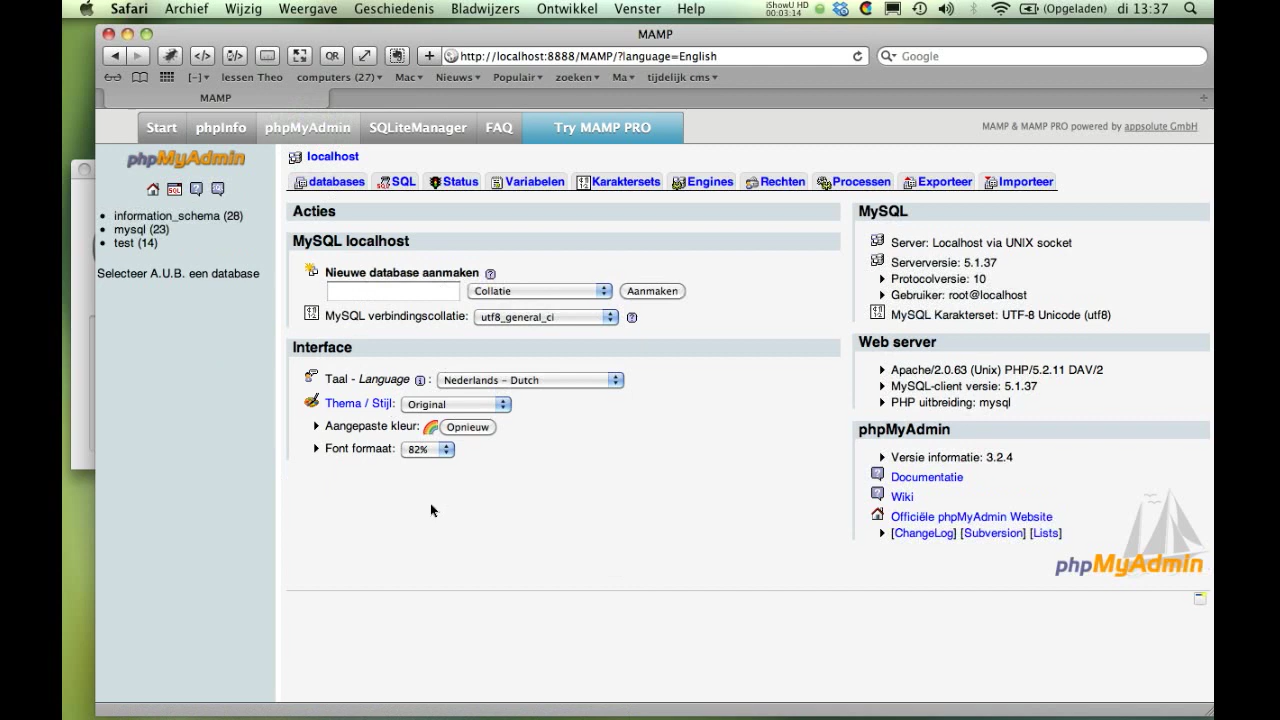 Safari Archief Wijzig Weergave Geschiedenis Bladwijzers Ontwikkel Venster Help iShowU HD 00:03:14 (Opgeladen) di 13:37
MAMP
OR http://localhost:8888/MAMP/?language=English Google
[–]▾ lessen Theo computers (27)▾ Mac▾ Nieuws▾ Populair▾ zoeken▾ Ma▾ tijdelijk cms▾
MAMP
Start phpInfo phpMyAdmin SQLiteManager FAQ Try MAMP PRO MAMP & MAMP PRO powered by appsolute GmbH
phpMyAdmin
SQL
information_schema (28)
mysql (23)
test (14)
Selecteer A.U.B. een database
localhost
databases SQL Status Variabelen Karaktersets Engines Rechten Processen Exporteer Importeer
Acties
MySQL localhost
Nieuwe database aanmaken
Collatie Aanmaken
MySQL verbindingscollatie: utf8_general_ci
Interface
Taal - Language : Nederlands – Dutch
Thema / Stijl: Original
Aangepaste kleur: Opnieuw
Font formaat: 82%
MySQL
Server: Localhost via UNIX socket
Serverversie: 5.1.37
Protocolversie: 10
Gebruiker: root@localhost
MySQL Karakterset: UTF-8 Unicode (utf8)
Web server
Apache/2.0.63 (Unix) PHP/5.2.11 DAV/2
MySQL-client versie: 5.1.37
PHP uitbreiding: mysql
phpMyAdmin
Versie informatie: 3.2.4
Documentatie
Wiki
Officiële phpMyAdmin Website
[ChangeLog] [Subversion] [Lists]
phpMyAdmin